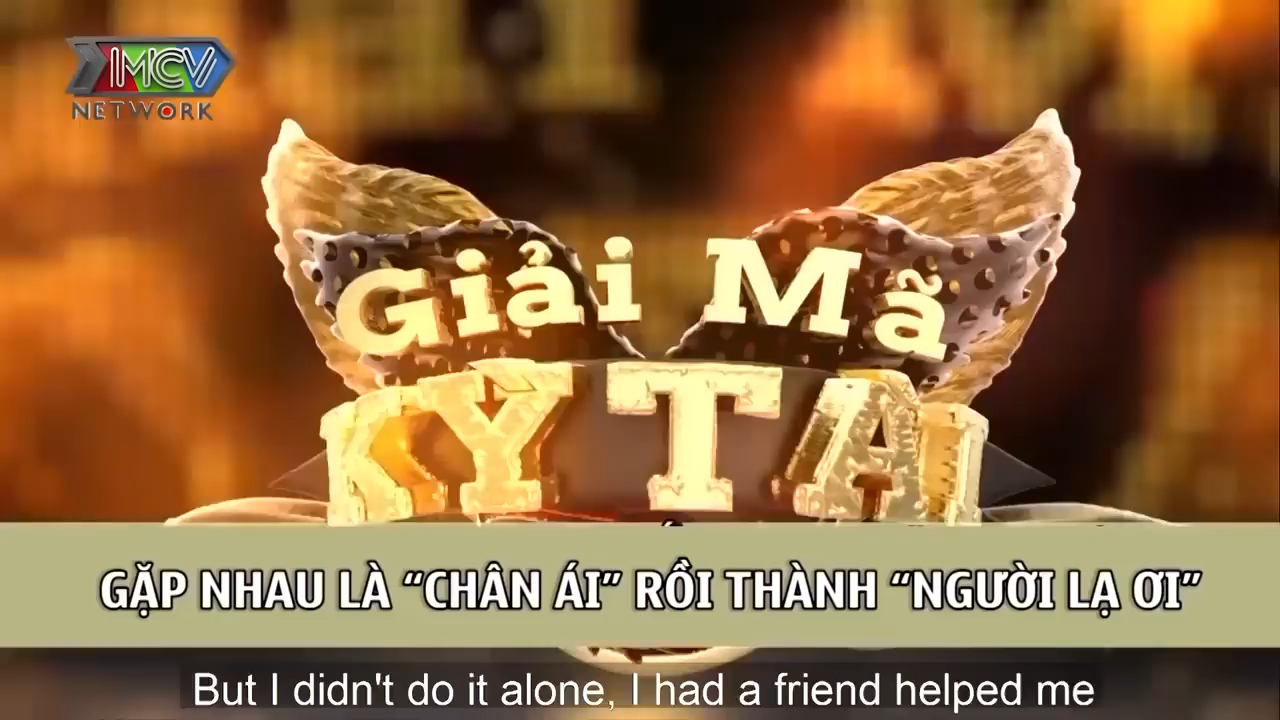 MCV
NETWORK
Giải Mã
KỲ TÀI
GẶP NHAU LÀ “CHÂN ÁI” RỒI THÀNH “NGƯỜI LẠ ƠI”
But I didn't do it alone, I had a friend helped me